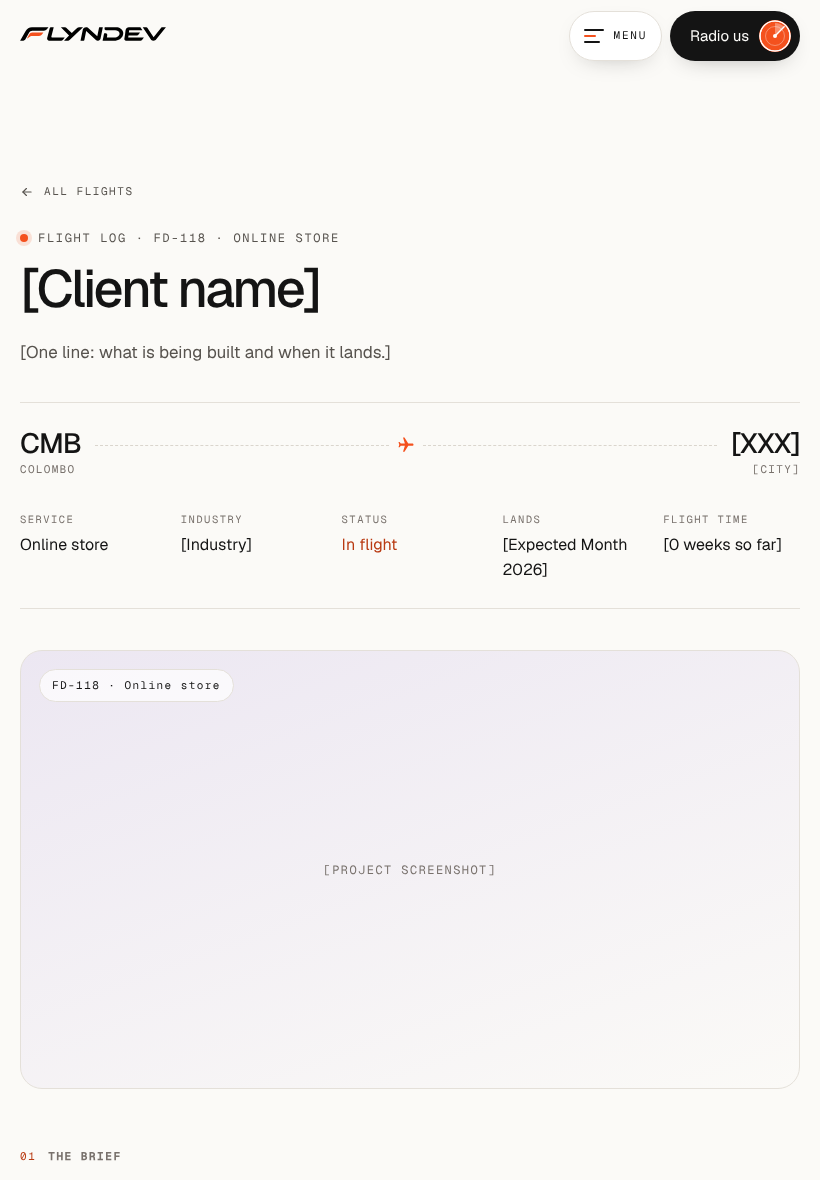 FLYNDEV
MENU
Radio us
← ALL FLIGHTS
FLIGHT LOG · FD-118 · ONLINE STORE
[Client name]
[One line: what is being built and when it lands.]
CMB
[XXX]
COLOMBO
[CITY]
SERVICE
Online store
INDUSTRY
[Industry]
STATUS
In flight
LANDS
[Expected Month
2026]
FLIGHT TIME
[0 weeks so far]
FD-118 · Online store
[PROJECT SCREENSHOT]
01 THE BRIEF